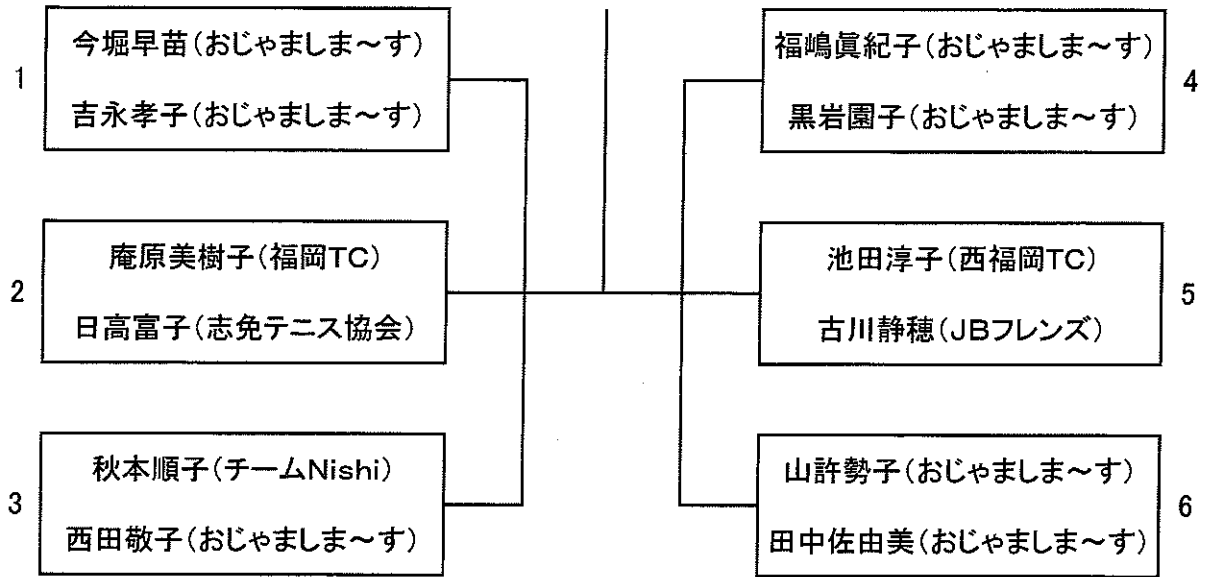 1
今堀早苗(おじゃましま～す)
吉永孝子(おじゃましま～す)
2
庵原美樹子(福岡TC)
日高富子(志免テニス協会)
3
秋本順子(チームNishi)
西田敬子(おじゃましま～す)
福嶋眞紀子(おじゃましま～す)
黒岩園子(おじゃましま～す)
4
池田淳子(西福岡TC)
古川静穂(JBフレンズ)
5
山許勢子(おじゃましま～す)
田中佐由美(おじゃましま～す)
6